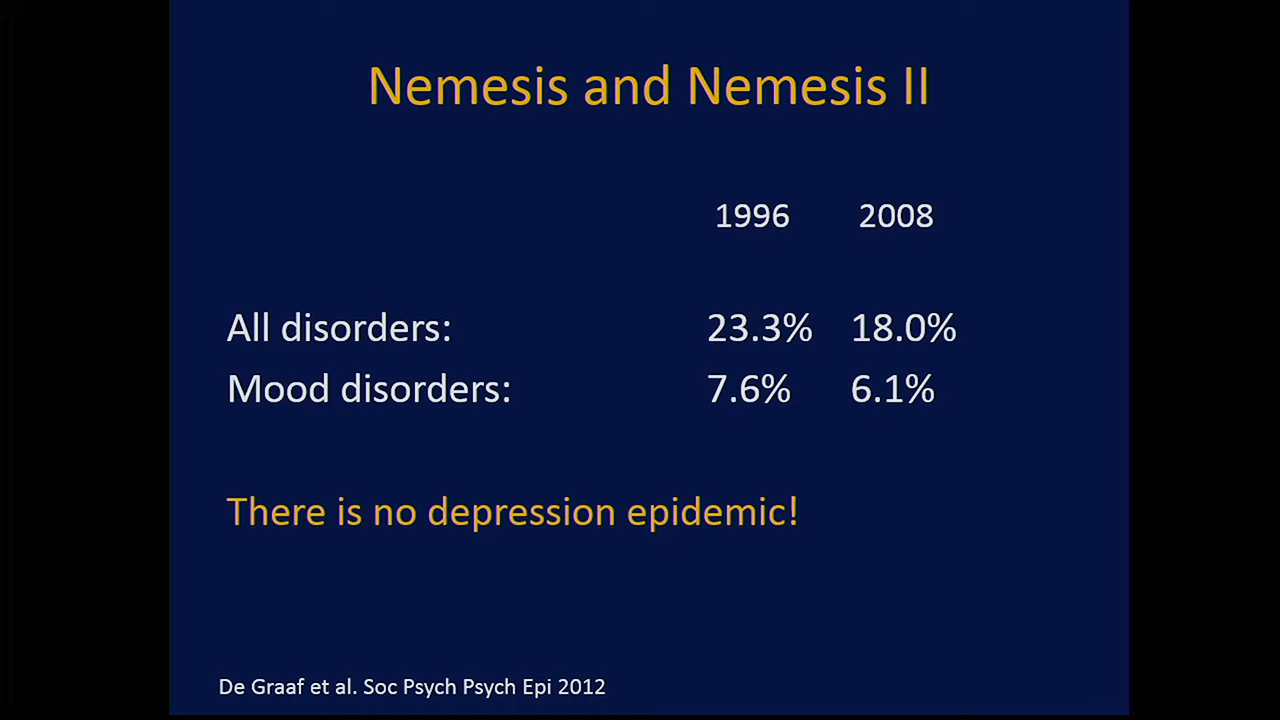 Nemesis and Nemesis II
1996 2008
All disorders: 23.3% 18.0%
Mood disorders: 7.6% 6.1%
There is no depression epidemic!
De Graaf et al. Soc Psych Psych Epi 2012